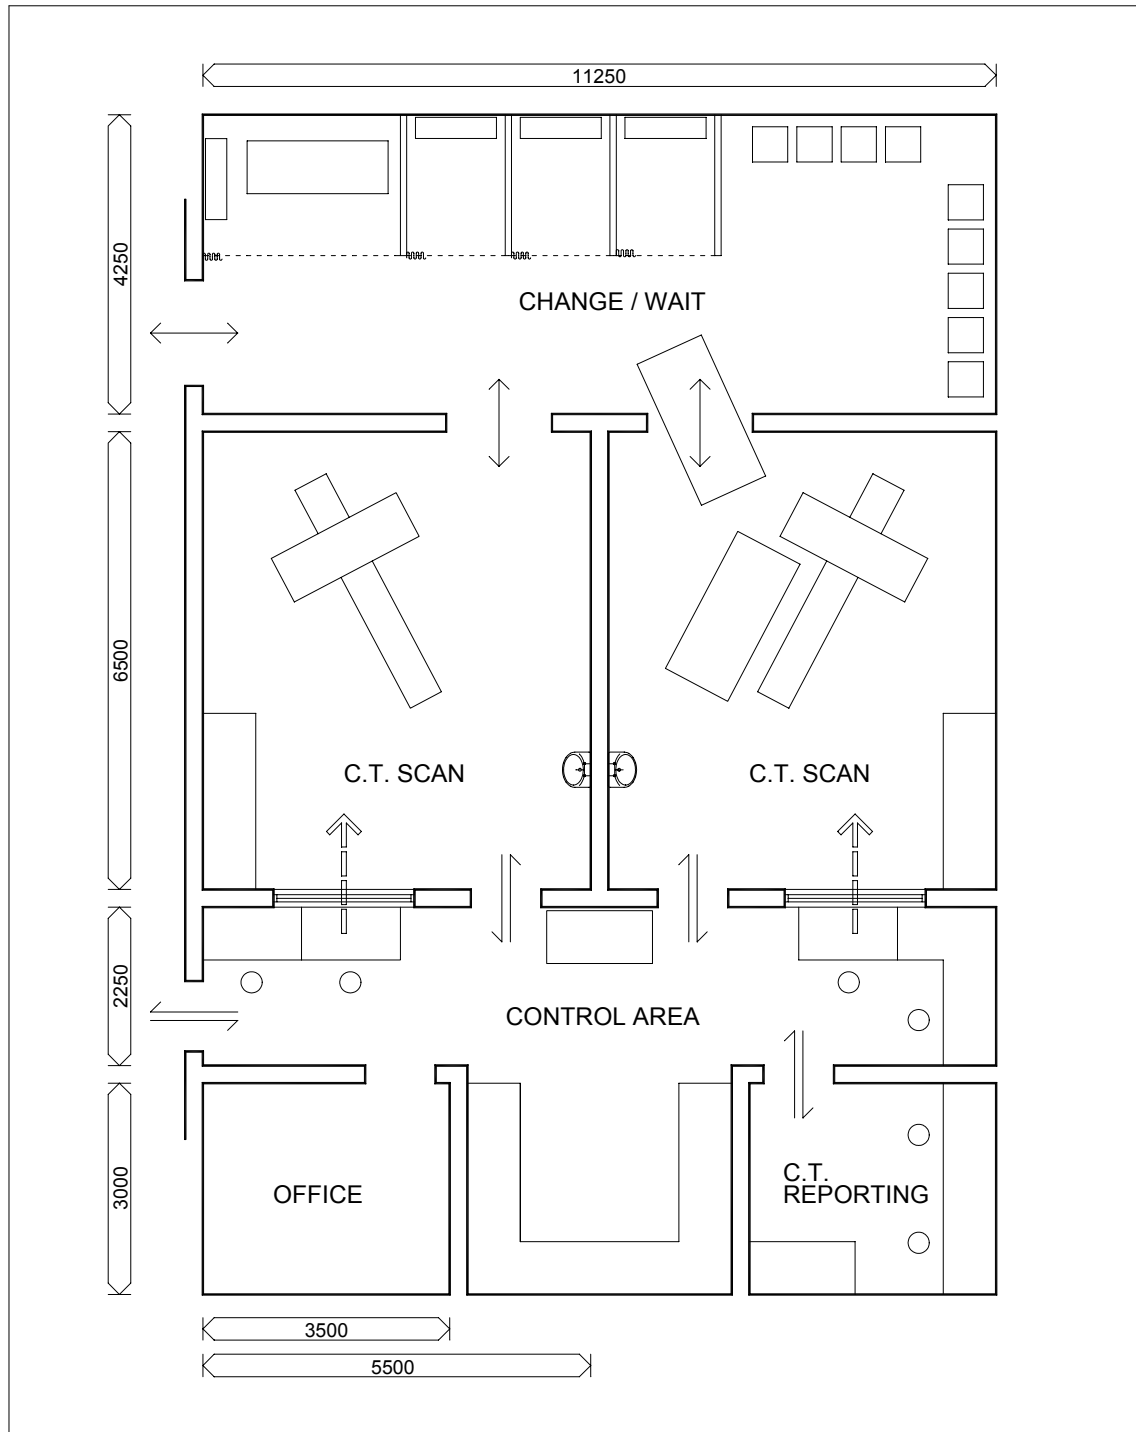 11250
4250
CHANGE / WAIT
6500
C.T. SCAN
C.T. SCAN
2250
CONTROL AREA
3000
OFFICE
C.T.
REPORTING
3500
5500